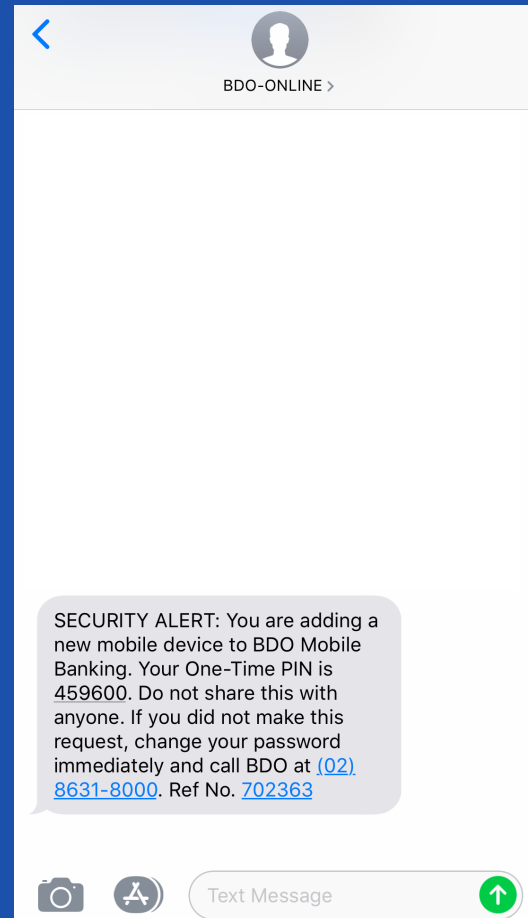 BDO-ONLINE >
SECURITY ALERT: You are adding a
new mobile device to BDO Mobile
Banking. Your One-Time PIN is
459600. Do not share this with
anyone. If you did not make this
request, change your password
immediately and call BDO at (02)
8631-8000. Ref No. 702363
Text Message